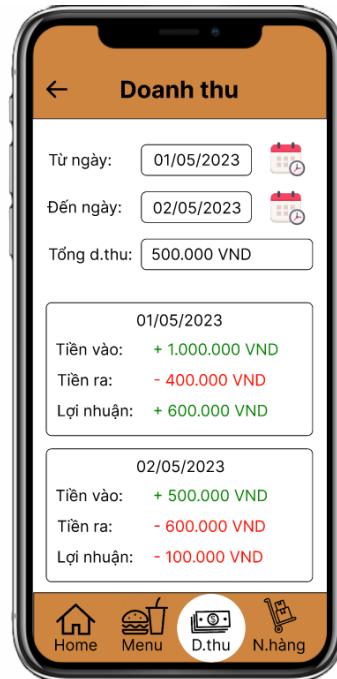 Doanh thu
Từ ngày: 01/05/2023
Đến ngày: 02/05/2023
Tổng d.thu: 500.000 VND
01/05/2023
Tiền vào: + 1.000.000 VND
Tiền ra: - 400.000 VND
Lợi nhuận: + 600.000 VND
02/05/2023
Tiền vào: + 500.000 VND
Tiền ra: - 600.000 VND
Lợi nhuận: - 100.000 VND
Home Menu D.thu N.hàng